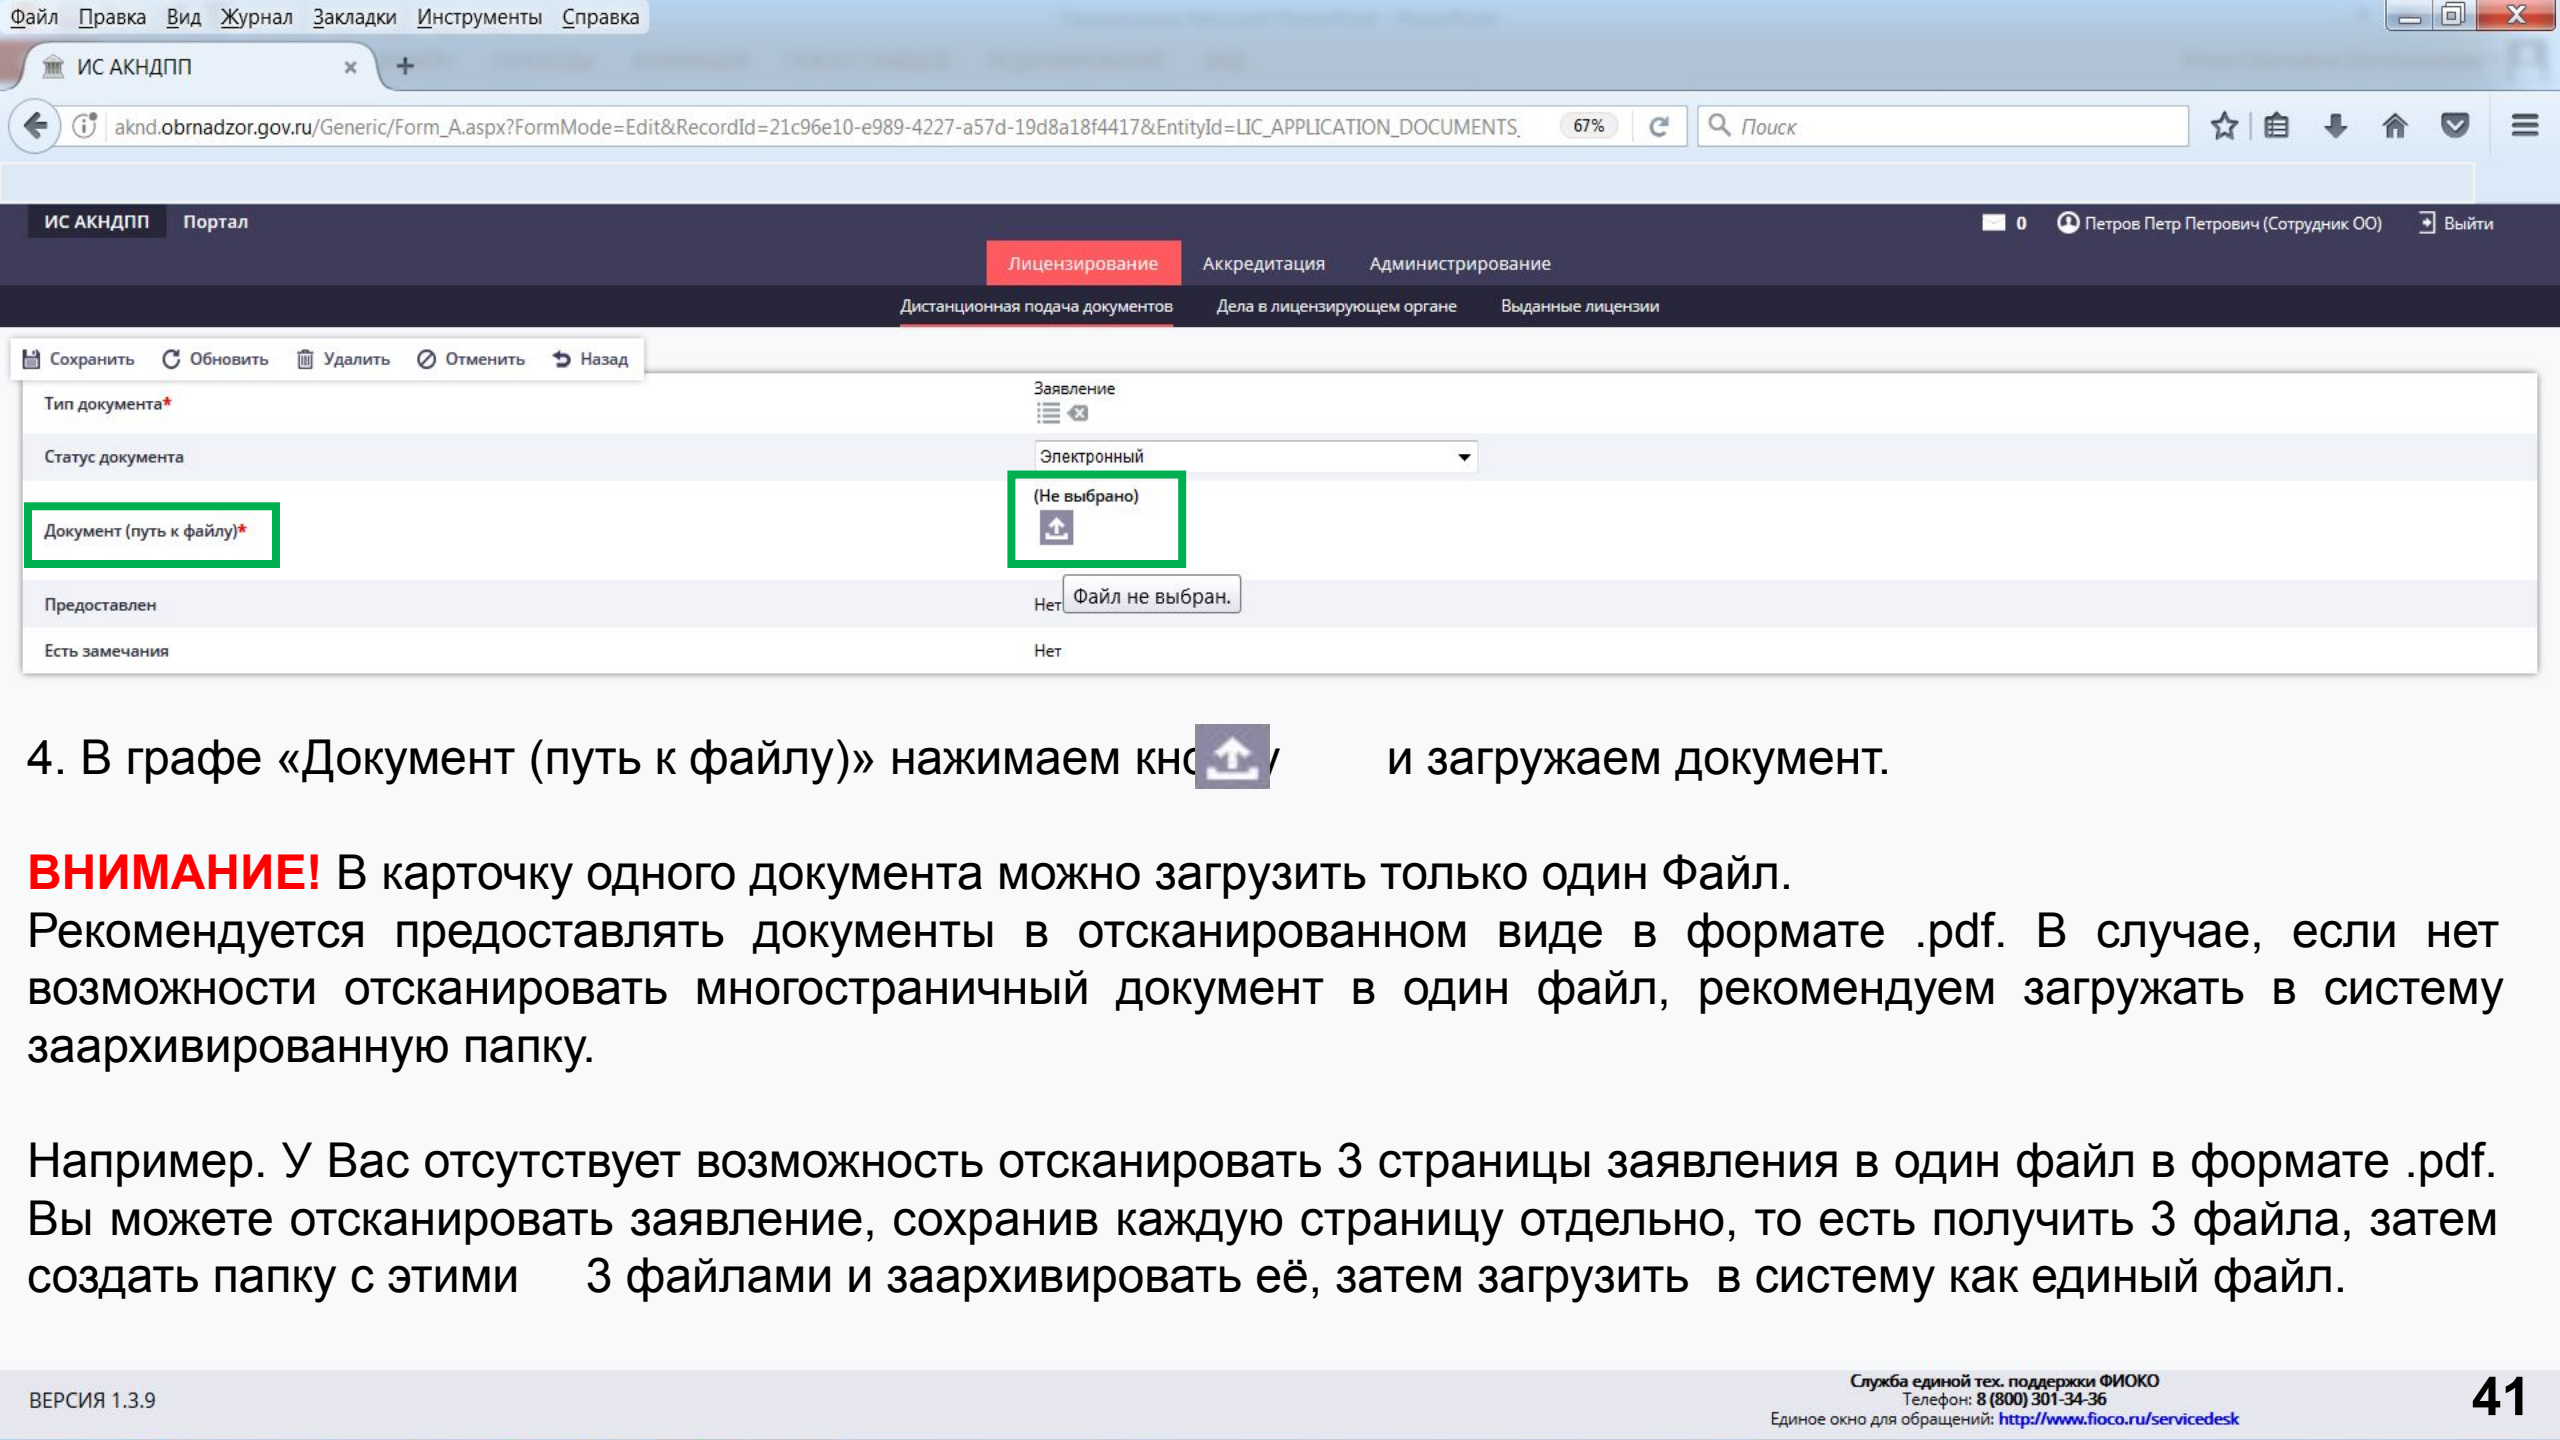 Файл Правка Вид Журнал Закладки Инструменты Справка
ИС АКНДПП
aknd.obrnadzor.gov.ru/Generic/Form_A.aspx?FormMode=Edit&RecordId=21c96e10-e989-4227-a57d-19d8a18f4417&EntityId=LIC_APPLICATION_DOCUMENTS_ 67% Поиск
ИС АКНДПП Портал 0 Петров Петр Петрович (Сотрудник ОО) Выйти
Лицензирование Аккредитация Администрирование
Дистанционная подача документов Дела в лицензирующем органе Выданные лицензии
Сохранить Обновить Удалить Отменить Назад
Тип документа* Заявление
Статус документа Электронный
(Не выбрано)
Документ (путь к файлу)*
Файл не выбран.
Предоставлен Нет
Есть замечания Нет
4. В графе «Документ (путь к файлу)» нажимаем и загружаем документ.
ВНИМАНИЕ! В карточку одного документа можно загрузить только один Файл.
Рекомендуется предоставлять документы в отсканированном виде в формате .pdf. В случае, если нет
возможности отсканировать многостраничный документ в один файл, рекомендуем загружать в систему
заархивированную папку.
Например. У Вас отсутствует возможность отсканировать 3 страницы заявления в один файл в формате .pdf.
Вы можете отсканировать заявление, сохранив каждую страницу отдельно, то есть получить 3 файла, затем
создать папку с этими 3 файлами и заархивировать её, затем загрузить в систему как единый файл.
ВЕРСИЯ 1.3.9
Служба единой тех. поддержки ФИОКО
Телефон: 8 (800) 301-34-36
Единое окно для обращений: http://www.fioco.ru/servicedesk
41